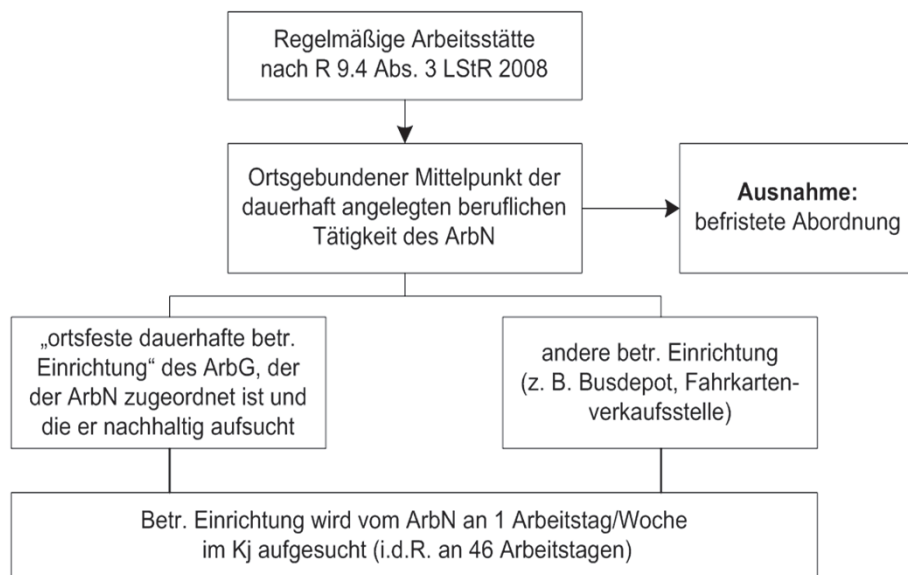 Regelmäßige Arbeitsstätte
nach R 9.4 Abs. 3 LStR 2008
Ortsgebundener Mittelpunkt der
dauerhaft angelegten beruflichen
Tätigkeit des ArbN
Ausnahme:
befristete Abordnung
„ortsfeste dauerhafte betr.
Einrichtung“ des ArbG, der
der ArbN zugeordnet ist und
die er nachhaltig aufsucht
andere betr. Einrichtung
(z. B. Busdepot, Fahrkarten-
verkaufsstelle)
Betr. Einrichtung wird vom ArbN an 1 Arbeitstag/Woche
im Kj aufgesucht (i.d.R. an 46 Arbeitstagen)